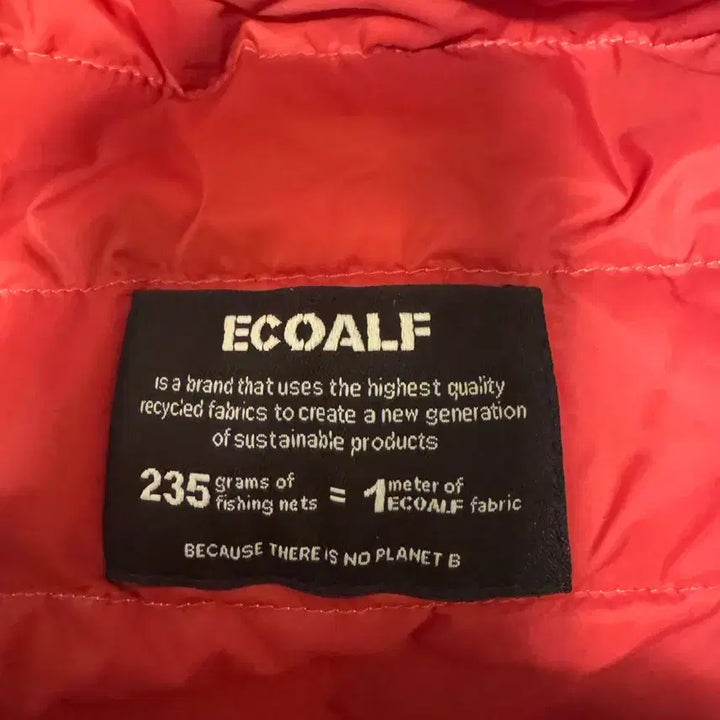 ECOALF
is a brand that uses the highest quality
recycled fabrics to create a new generation
of sustainable products
235 grams of fishing nets = 1 meter of ECOALF fabric
BECAUSE THERE IS NO PLANET B